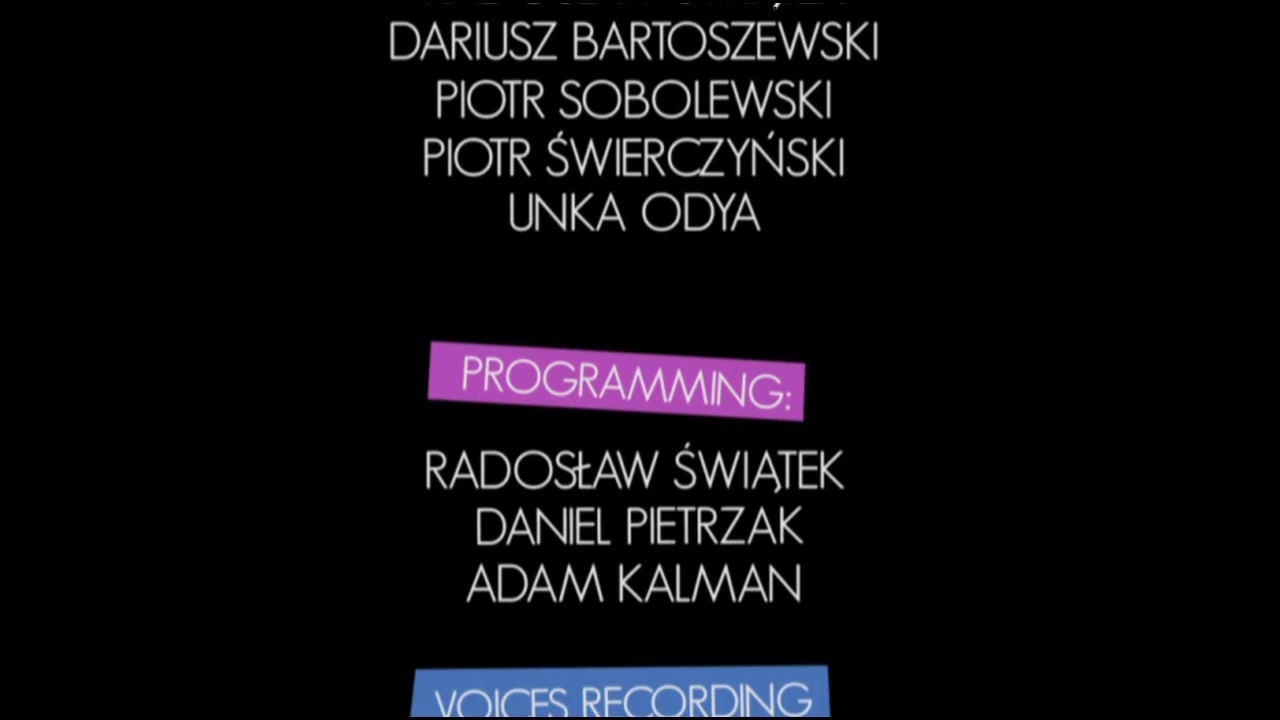 DARIUSZ BARTOSZEWSKI
PIOTR SOBOLEWSKI
PIOTR ŚWIERCZYŃSKI
UNKA ODYA
PROGRAMMING:
RADOSŁAW ŚWIĄTEK
DANIEL PIETRZAK
ADAM KALMAN
VOICES RECORDING